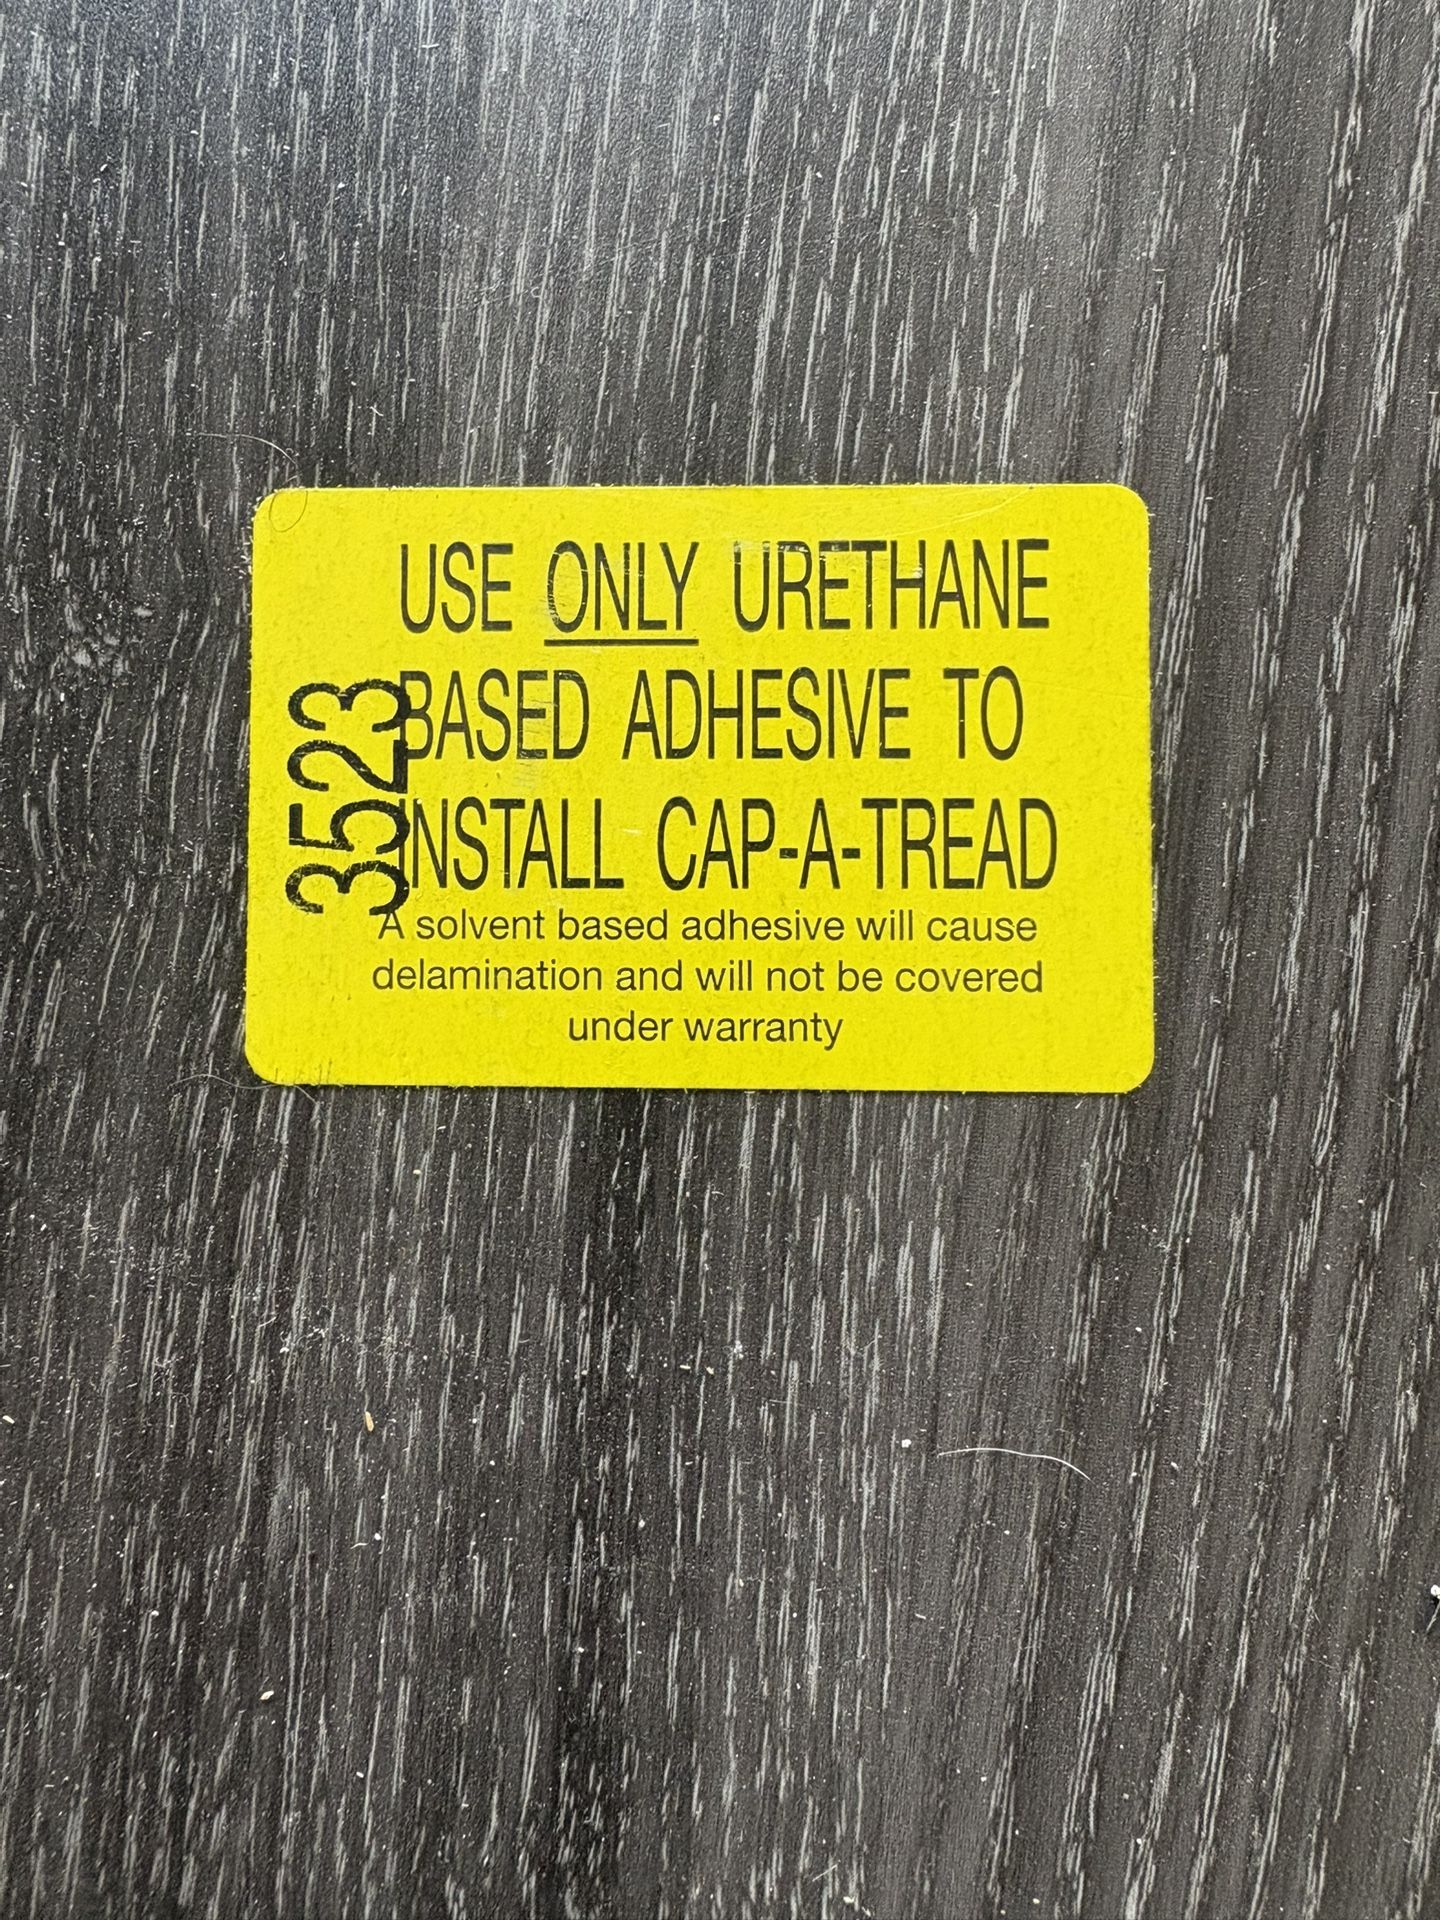 USE ONLY URETHANE
BASED ADHESIVE TO
INSTALL CAP-A-TREAD
A solvent based adhesive will cause
delamination and will not be covered
under warranty
3523